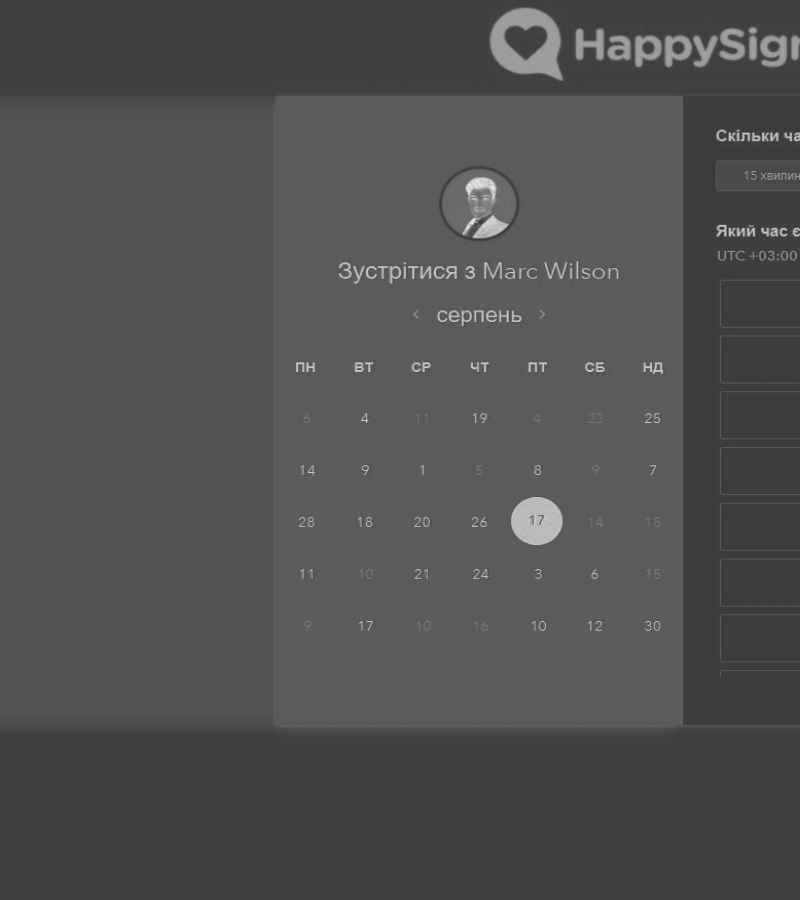 HappySign
Зустрітися з Marc Wilson
серпень
ПН ВТ СР ЧТ ПТ СБ НД
6 4 11 19 4 23 25
14 9 1 5 8 9 7
28 18 20 26 17 14 18
11 10 21 24 3 6 15
9 17 10 16 10 12 30
Скільки ча
15 хвилин
Який час є
UTC +03:00